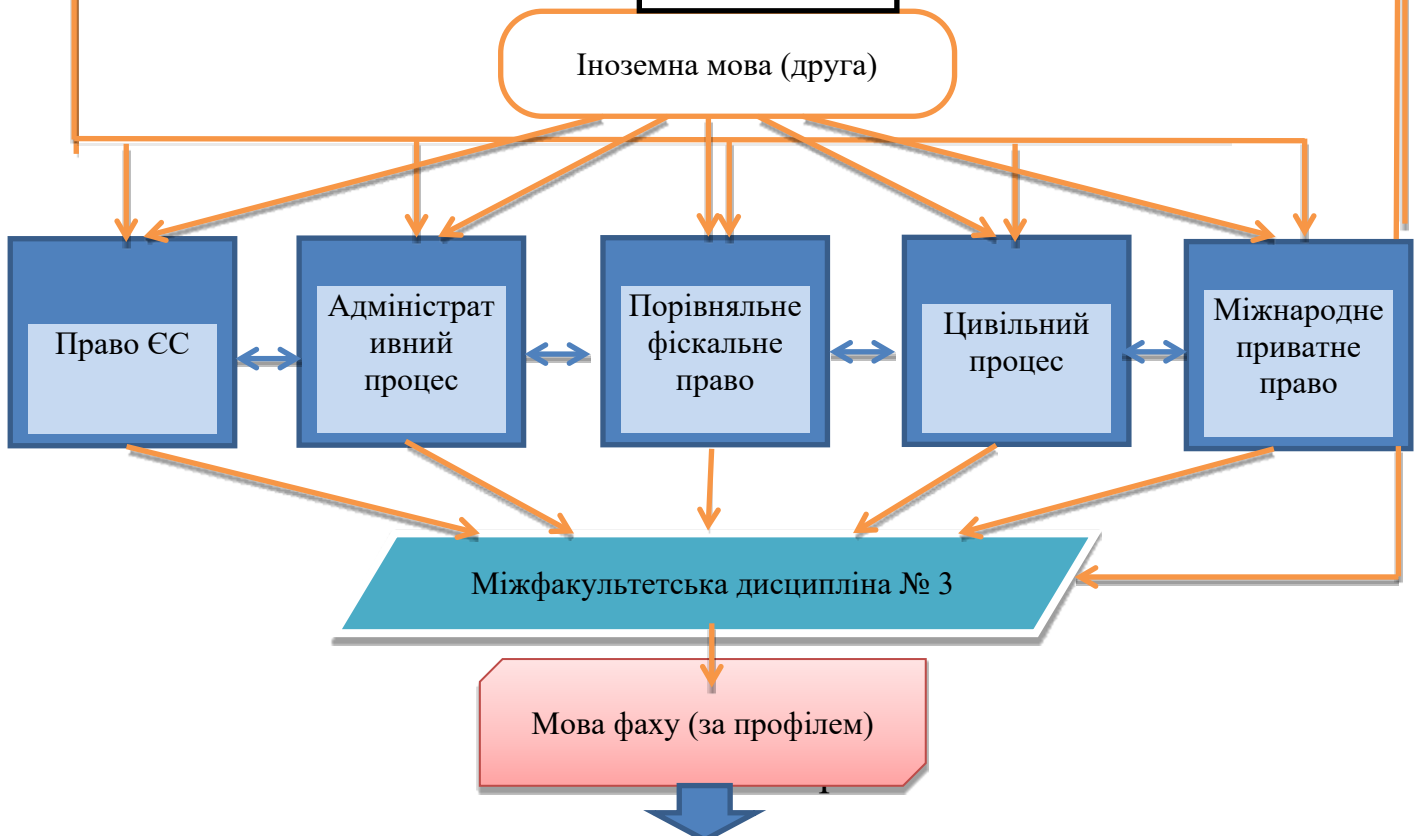 Іноземна мова (друга)
Право ЄС
Адміністрат
ивний
процес
Порівняльне
фіскальне
право
Цивільний
процес
Міжнародне
приватне
право
Міжфакультетська дисципліна № 3
Мова фаху (за профілем)